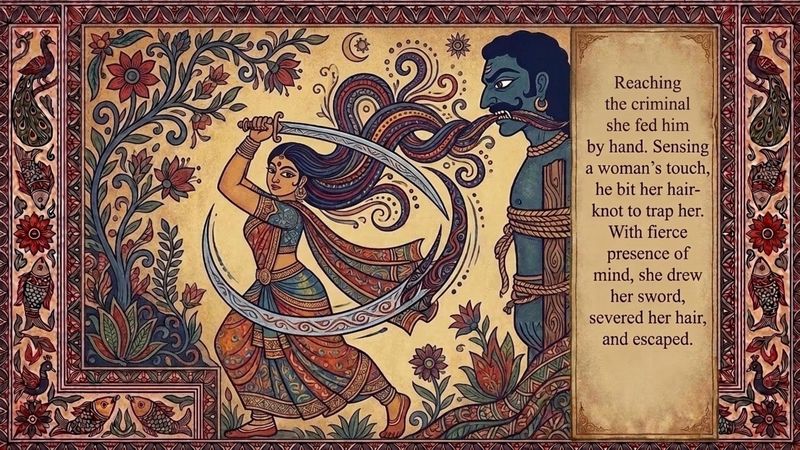 Reaching
the criminal
she fed him
by hand. Sensing
a woman’s touch,
he bit her hair-
knot to trap her.
With fierce
presence of
mind, she drew
her sword,
severed her hair,
and escaped.